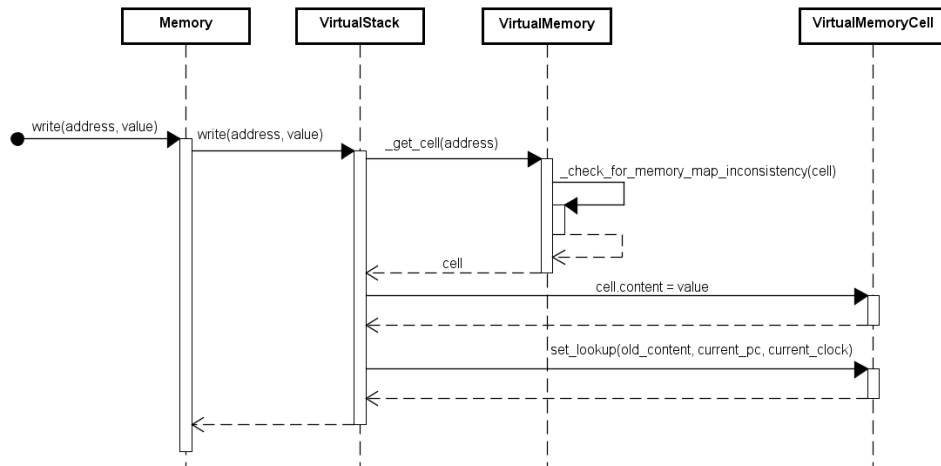 Memory
VirtualStack
VirtualMemory
VirtualMemoryCell
write(address, value)
write(address, value)
_get_cell(address)
_check_for_memory_map_inconsistency(cell)
cell
cell.content = value
set_lookup(old_content, current_pc, current_clock)